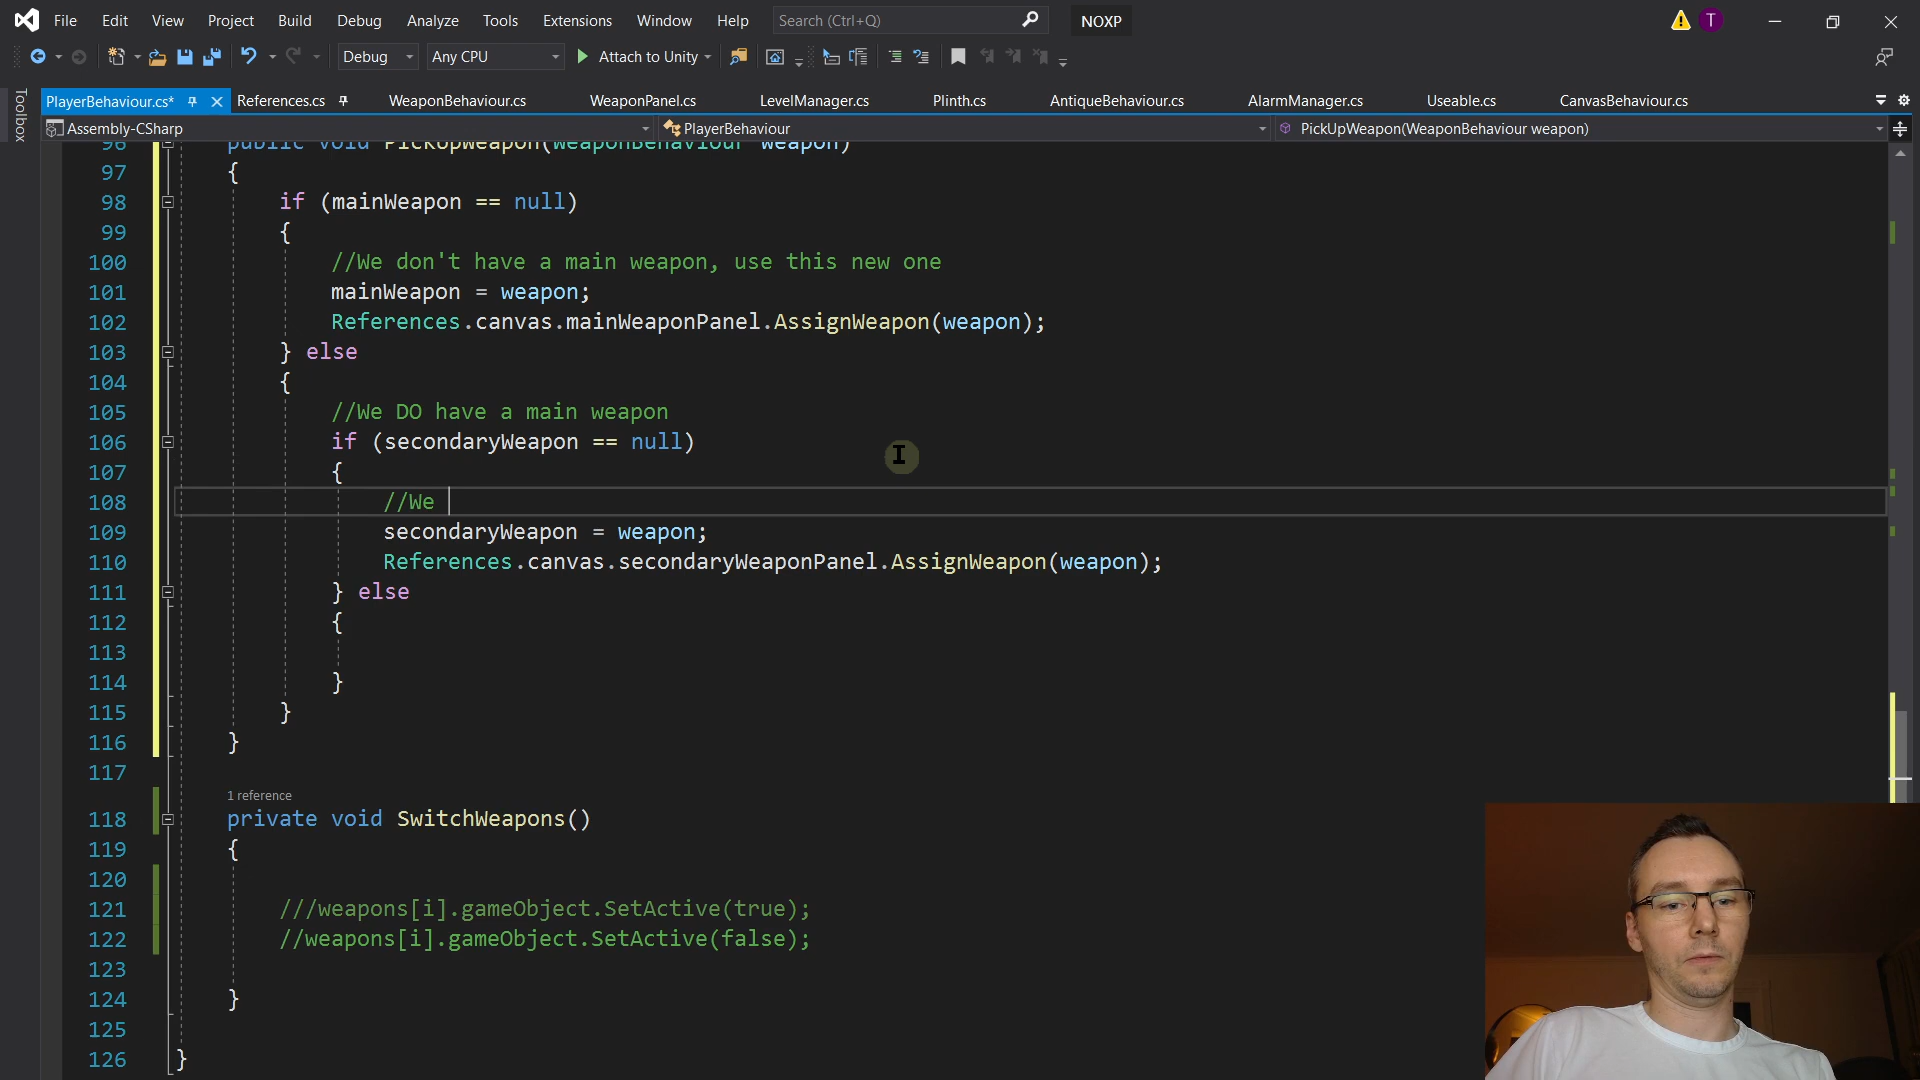 File Edit View Project Build Debug Analyze Tools Extensions Window Help Search (Ctrl+Q) NOXP T
Debug Any CPU Attach to Unity
Toolbox
PlayerBehaviour.cs* References.cs WeaponBehaviour.cs WeaponPanel.cs LevelManager.cs Plinth.cs AntiqueBehaviour.cs AlarmManager.cs Useable.cs CanvasBehaviour.cs
Assembly-CSharp PlayerBehaviour PickUpWeapon(WeaponBehaviour weapon)
96 public void PickUpWeapon(WeaponBehaviour weapon)
97 {
98 if (mainWeapon == null)
99 {
100 //We don't have a main weapon, use this new one
101 mainWeapon = weapon;
102 References.canvas.mainWeaponPanel.AssignWeapon(weapon);
103 } else
104 {
105 //We DO have a main weapon
106 if (secondaryWeapon == null)
107 {
108 //We
109 secondaryWeapon = weapon;
110 References.canvas.secondaryWeaponPanel.AssignWeapon(weapon);
111 } else
112 {
113
114 }
115 }
116 }
117
1 reference
118 private void SwitchWeapons()
119 {
120
121 ///weapons[i].gameObject.SetActive(true);
122 //weapons[i].gameObject.SetActive(false);
123
124 }
125
126 }